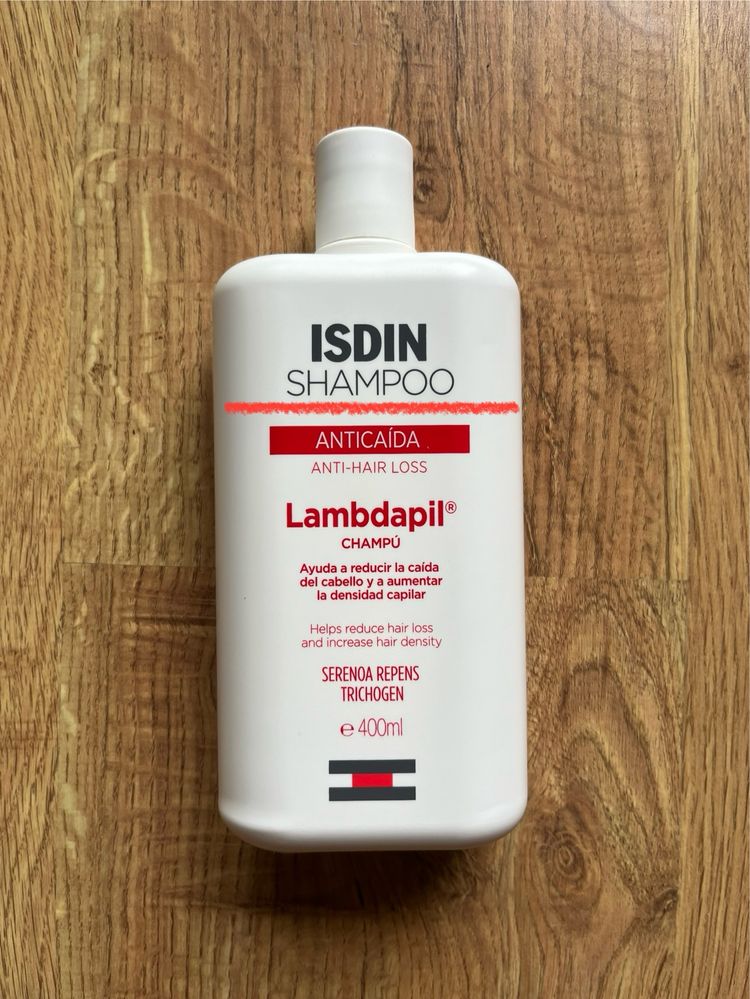 ISDIN
SHAMPOO
ANTICAÍDA
ANTI-HAIR LOSS
Lambdapil®
CHAMPÚ
Ayuda a reducir la caída
del cabello y a aumentar
la densidad capilar
Helps reduce hair loss
and increase hair density
SERENOA REPENS
TRICHOGEN
℮ 400ml